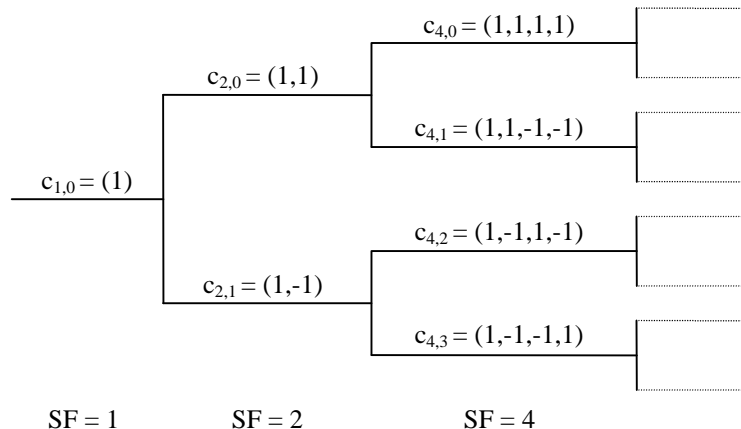 c4,0 = (1,1,1,1)
c2,0 = (1,1)
c4,1 = (1,1,-1,-1)
c1,0 = (1)
c4,2 = (1,-1,1,-1)
c2,1 = (1,-1)
c4,3 = (1,-1,-1,1)
SF = 1 SF = 2 SF = 4